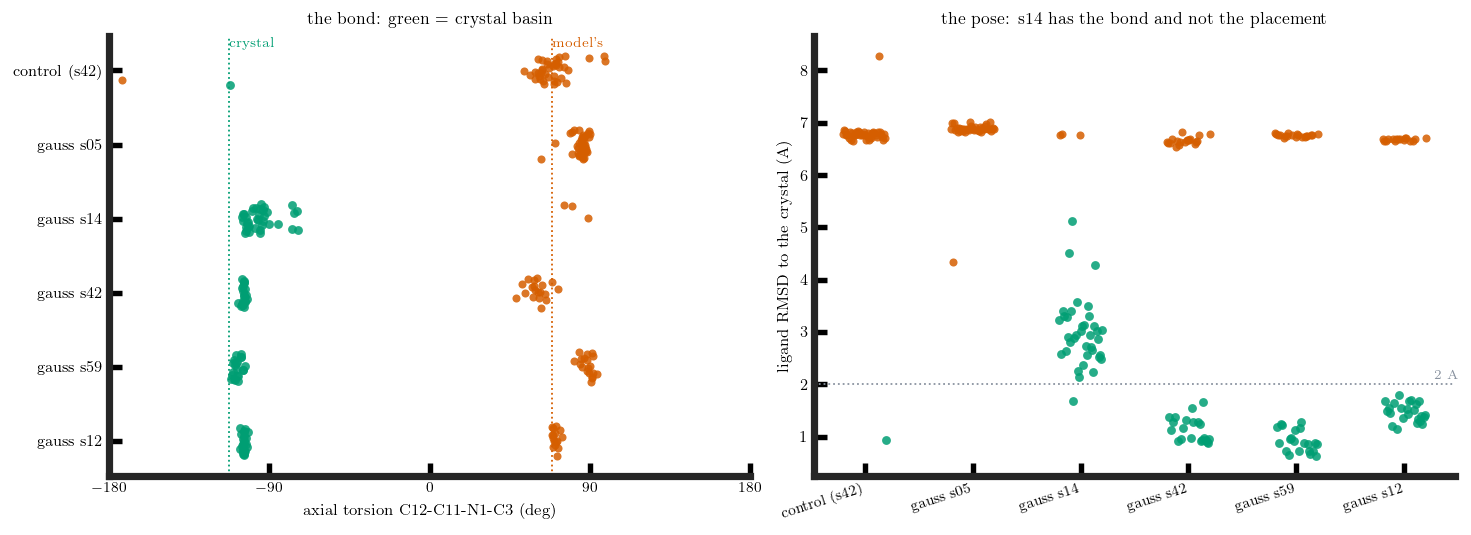 the bond: green = crystal basin
crystal
model's
control (s42)
gauss s05
gauss s14
gauss s42
gauss s59
gauss s12
−180
−90
0
90
180
axial torsion C12-C11-N1-C3 (deg)
the pose: s14 has the bond and not the placement
ligand RMSD to the crystal (A)
8
7
6
5
4
3
2
1
2 A
control (s42)
gauss s05
gauss s14
gauss s42
gauss s59
gauss s12